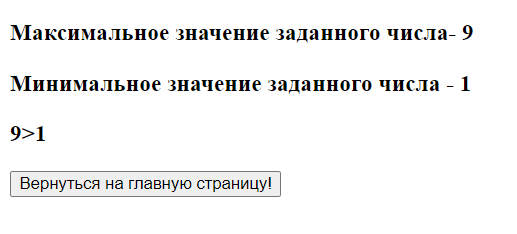 Максимальное значение заданного числа- 9
Минимальное значение заданного числа - 1
9>1
Вернуться на главную страницу!